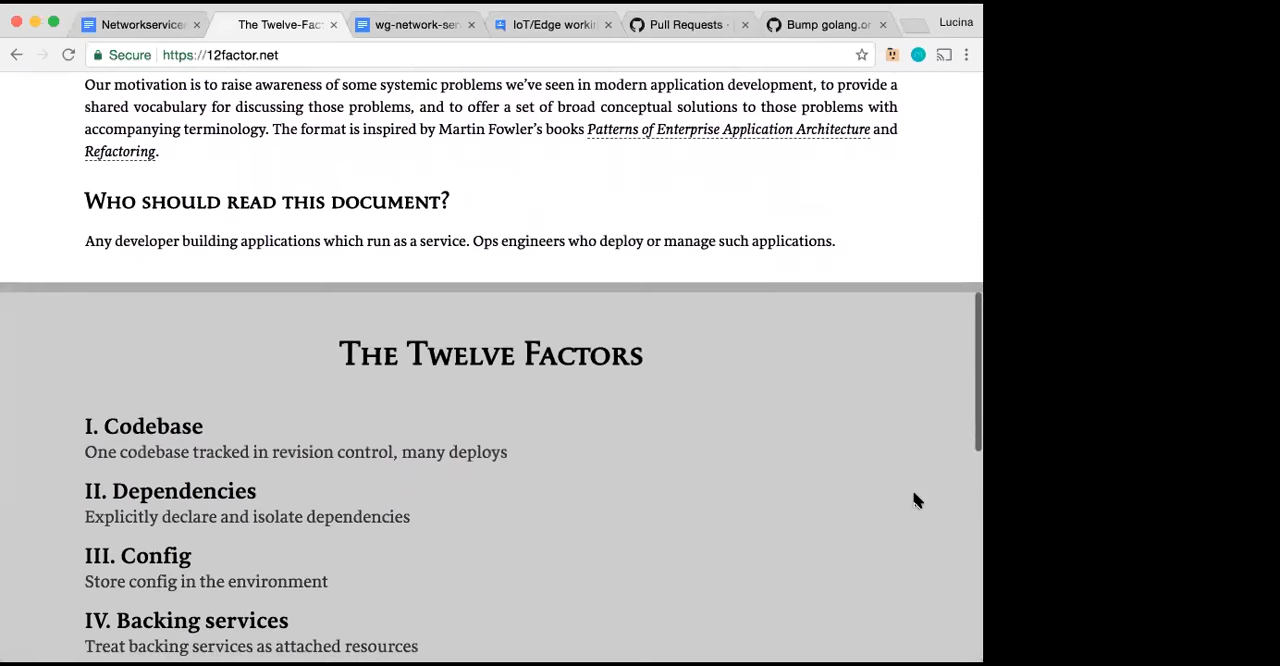 Networkservice
The Twelve-Fac
wg-network-ser
IoT/Edge workin
Pull Requests ·
Bump golang.or
Lucina
Secure https://12factor.net
Our motivation is to raise awareness of some systemic problems we’ve seen in modern application development, to provide a
shared vocabulary for discussing those problems, and to offer a set of broad conceptual solutions to those problems with
accompanying terminology. The format is inspired by Martin Fowler’s books Patterns of Enterprise Application Architecture and
Refactoring.
Who should read this document?
Any developer building applications which run as a service. Ops engineers who deploy or manage such applications.
The Twelve Factors
I. Codebase
One codebase tracked in revision control, many deploys
II. Dependencies
Explicitly declare and isolate dependencies
III. Config
Store config in the environment
IV. Backing services
Treat backing services as attached resources